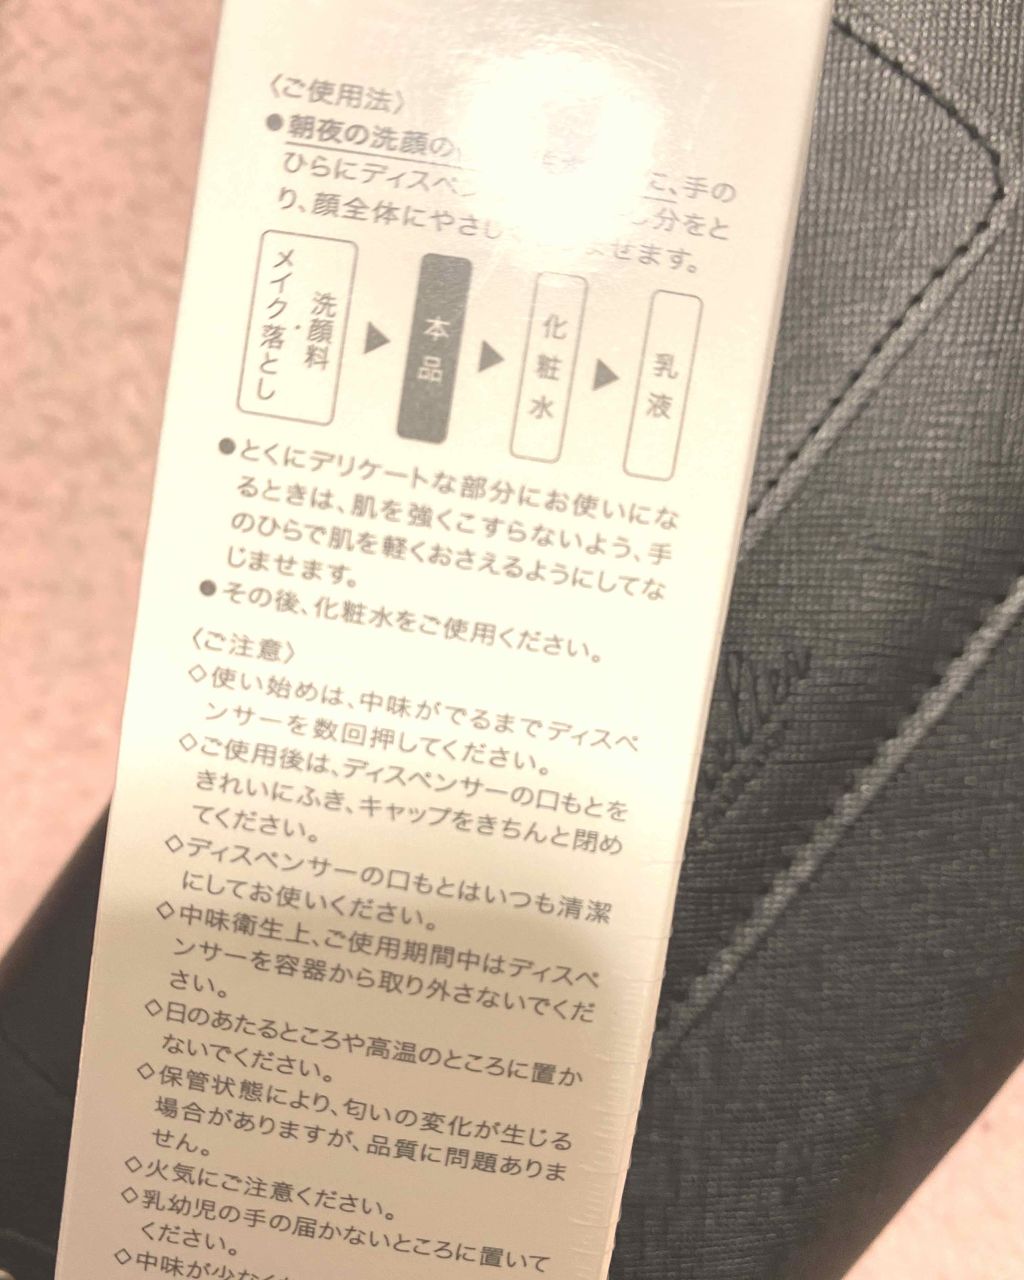 〈ご使用法〉
●朝夜の洗顔の に、手の
ひらにディスペン 分をと
り、顔全体にやさし ませます。
メイク落とし・洗顔料 ▶ 本品 ▶ 化粧水 ▶ 乳液
●とくにデリケートな部分にお使いにな
るときは、肌を強くこすらないよう、手
のひらで肌を軽くおさえるようにしてな
じませます。
●その後、化粧水をご使用ください。
〈ご注意〉
◇使い始めは、中味がでるまでディスペ
ンサーを数回押してください。
◇ご使用後は、ディスペンサーの口もとを
きれいにふき、キャップをきちんと閉め
てください。
◇ディスペンサーの口もとはいつも清潔
にしてお使いください。
◇中味衛生上、ご使用期間中はディスペ
ンサーを容器から取り外さないでくだ
さい。
◇日のあたるところや高温のところに置か
ないでください。
◇保管状態により、匂いの変化が生じる
場合がありますが、品質に問題ありま
せん。
◇火気にご注意ください。
◇乳幼児の手の届かないところに置いて
ください。
◇中味が少なく